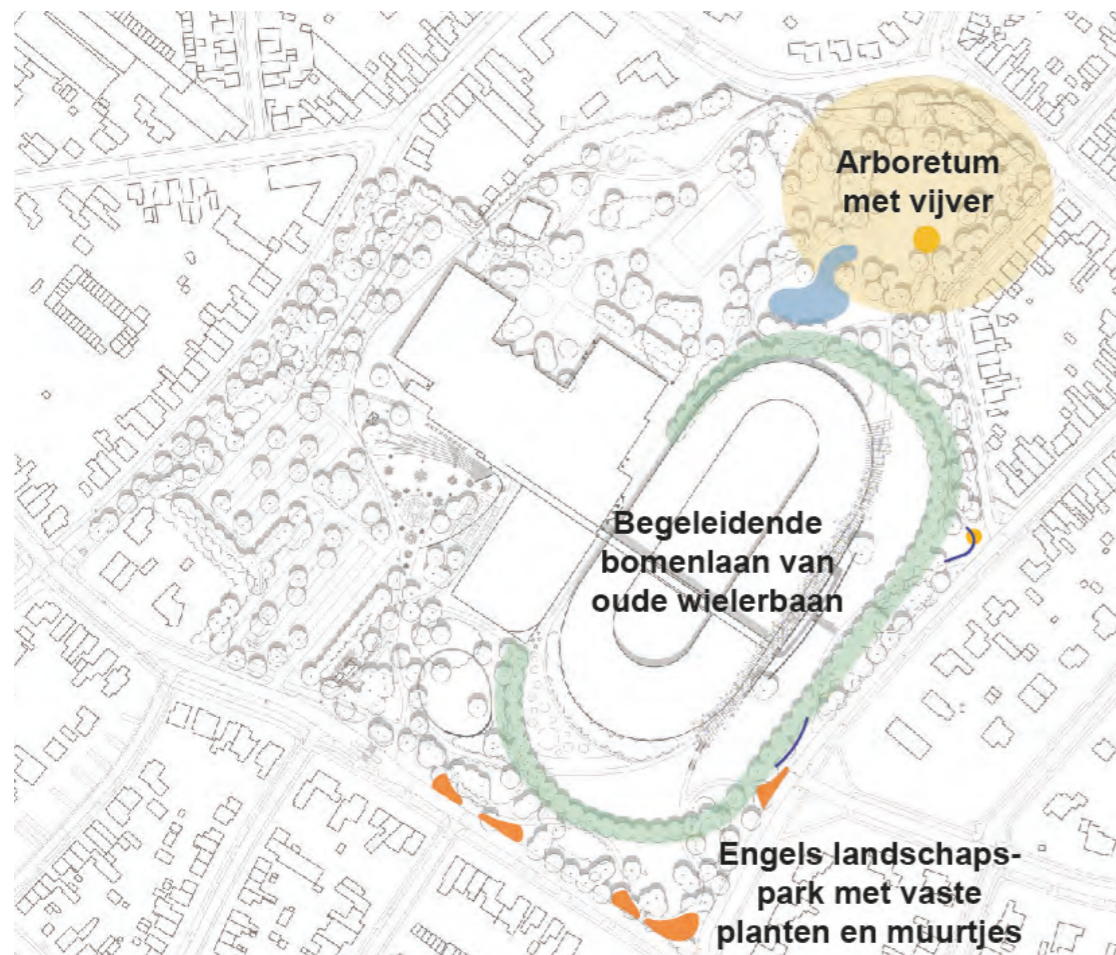 Arboretum
met vijver
Begeleidende
bomenlaan van
oude wielerbaan
Engels landschaps-
park met vaste
planten en muurtjes